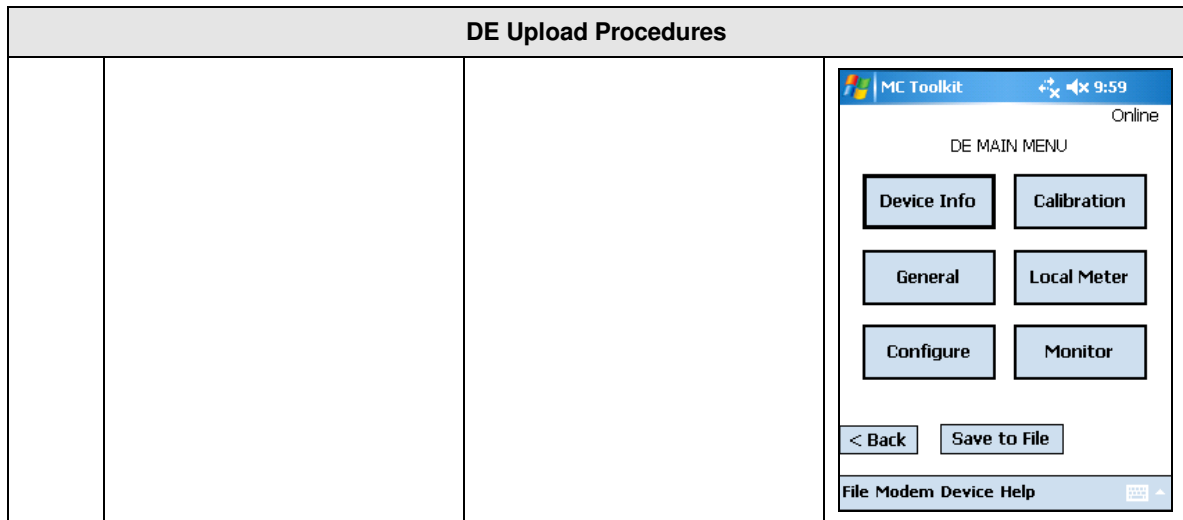 DE Upload Procedures
MC Toolkit 9:59
Online
DE MAIN MENU
Device Info Calibration
General Local Meter
Configure Monitor
< Back Save to File
File Modem Device Help